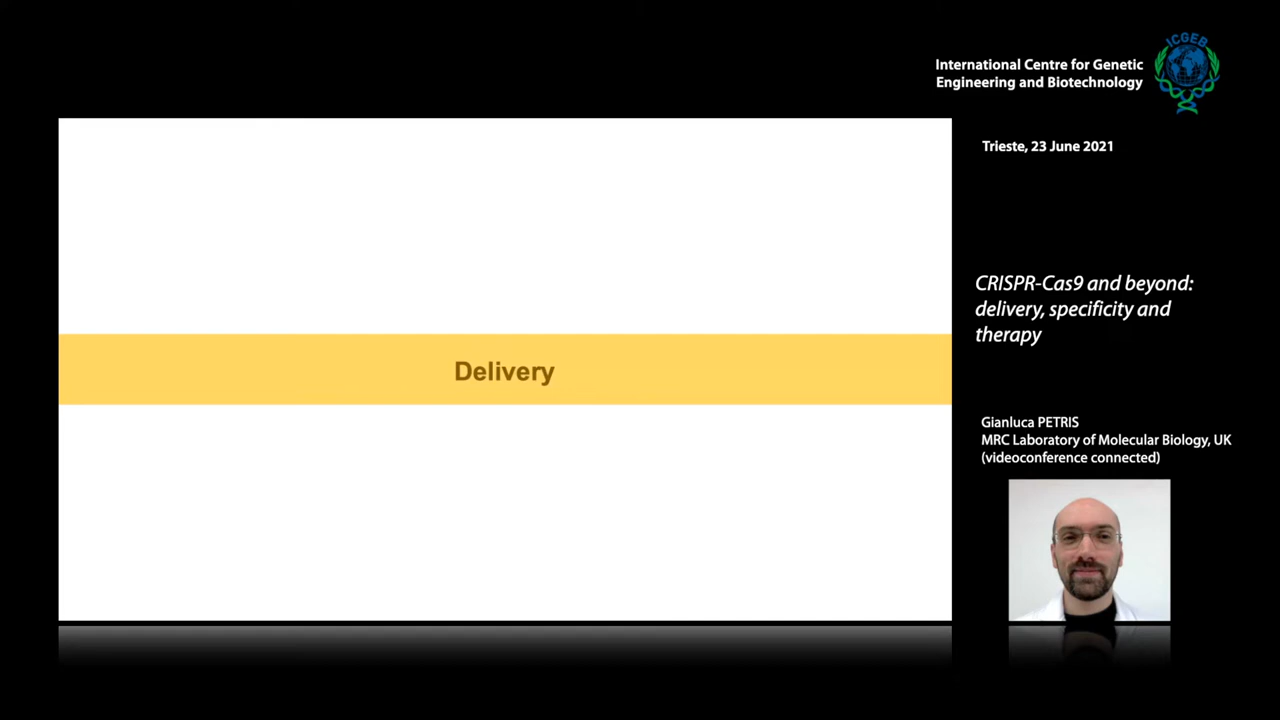 ICGEB
International Centre for Genetic
Engineering and Biotechnology
Trieste, 23 June 2021
Delivery
CRISPR-Cas9 and beyond:
delivery, specificity and
therapy
Gianluca PETRIS
MRC Laboratory of Molecular Biology, UK
(videoconference connected)